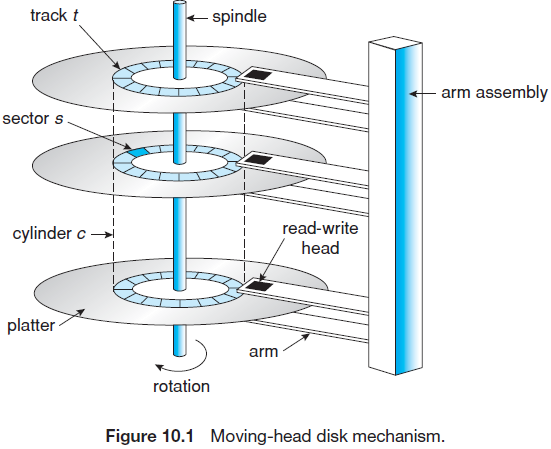 track t
spindle
arm assembly
sector s
cylinder c
read-write
head
platter
arm
rotation
Figure 10.1 Moving-head disk mechanism.